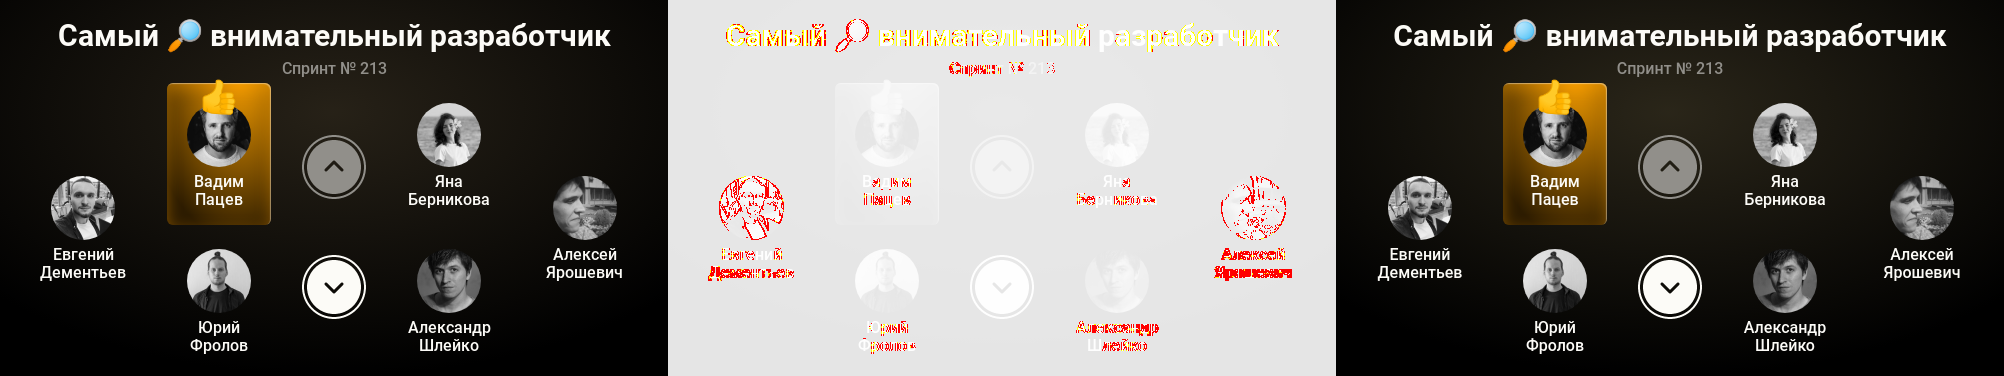 Самый 🔎 внимательный разработчик
Спринт № 213
Вадим
Пацев
Яна
Берникова
Евгений
Дементьев
Алексей
Ярошевич
Юрий
Фролов
Александр
Шлейко
Самый 🔎 внимательный разработчик
Спринт № 213
Вадим
Пацев
Яна
Берникова
Евгений
Дементьев
Алексей
Ярошевич
Юрий
Фролов
Александр
Шлейко
Самый 🔎 внимательный разработчик
Спринт № 213
Вадим
Пацев
Яна
Берникова
Евгений
Дементьев
Алексей
Ярошевич
Юрий
Фролов
Александр
Шлейко